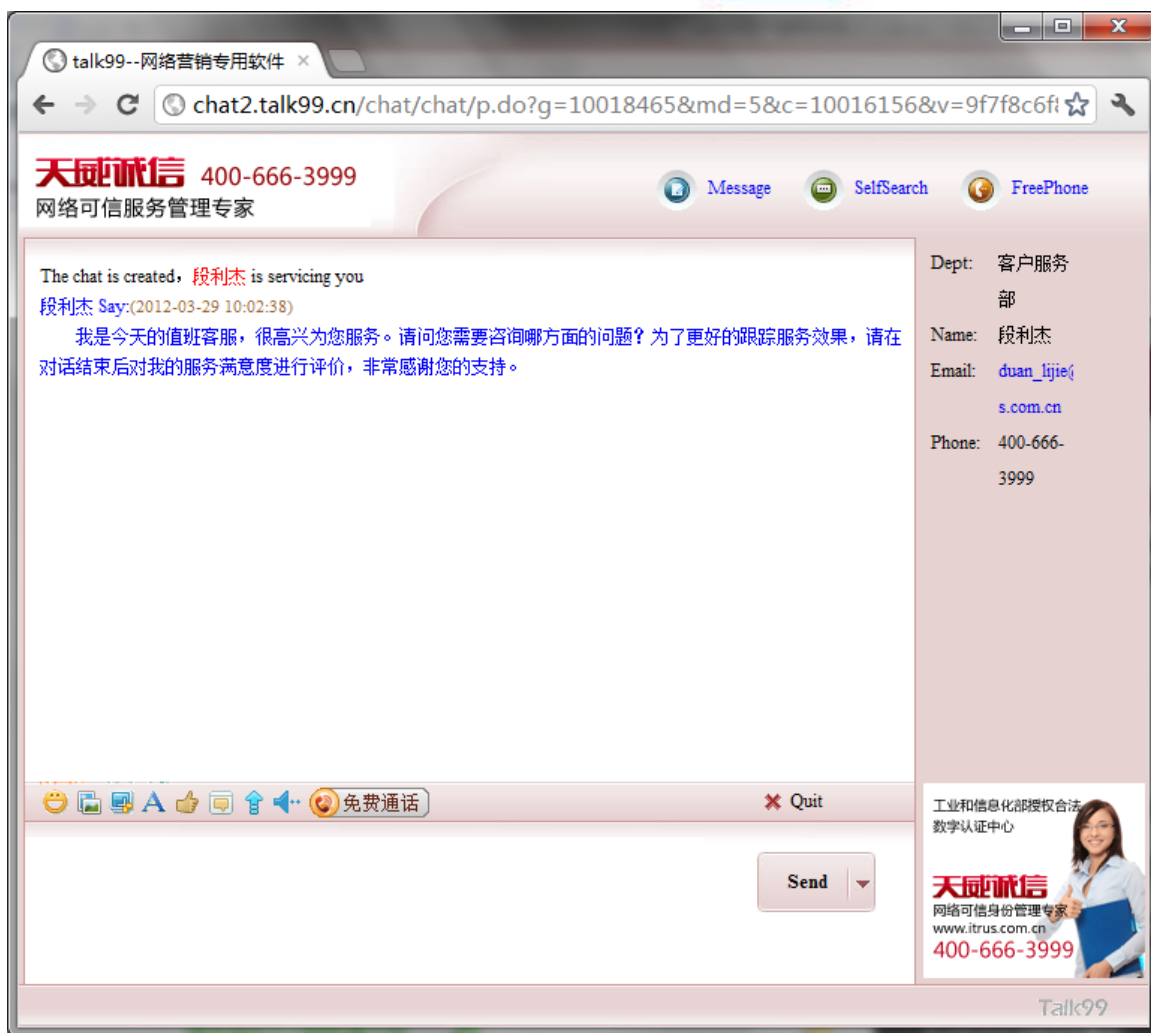 talk99--网络营销专用软件
chat2.talk99.cn/chat/chat/p.do?g=10018465&md=5&c=10016156&v=9f7f8c6f
天威诚信 400-666-3999
网络可信服务管理专家
Message SelfSearch FreePhone
The chat is created，段利杰 is servicing you
段利杰 Say:(2012-03-29 10:02:38)
我是今天的值班客服，很高兴为您服务。请问您需要咨询哪方面的问题？为了更好的跟踪服务效果，请在
对话结束后对我的服务满意度进行评价，非常感谢您的支持。
Dept: 客户服务
部
Name: 段利杰
Email: duan_lijie@
s.com.cn
Phone: 400-666-
3999
免费通话
Quit
Send
工业和信息化部授权合法
数字认证中心
天威诚信
网络可信身份管理专家
www.itrus.com.cn
400-666-3999
Talk99